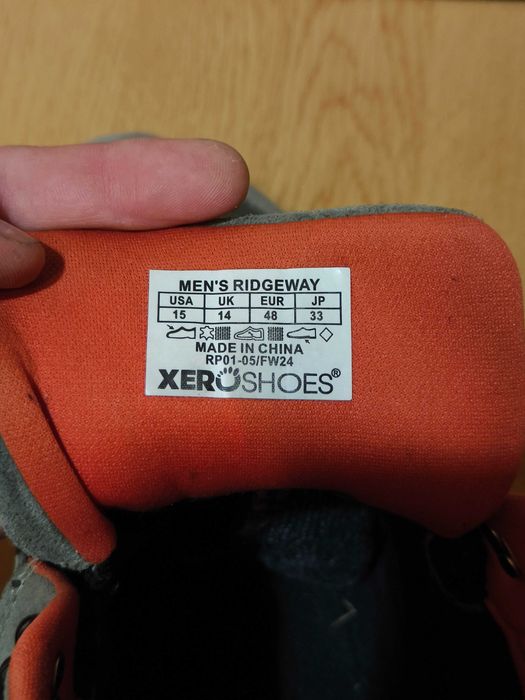 MEN'S RIDGEWAY
USA UK EUR JP
15 14 48 33
MADE IN CHINA
RP01-05/FW24
XEROSHOES®